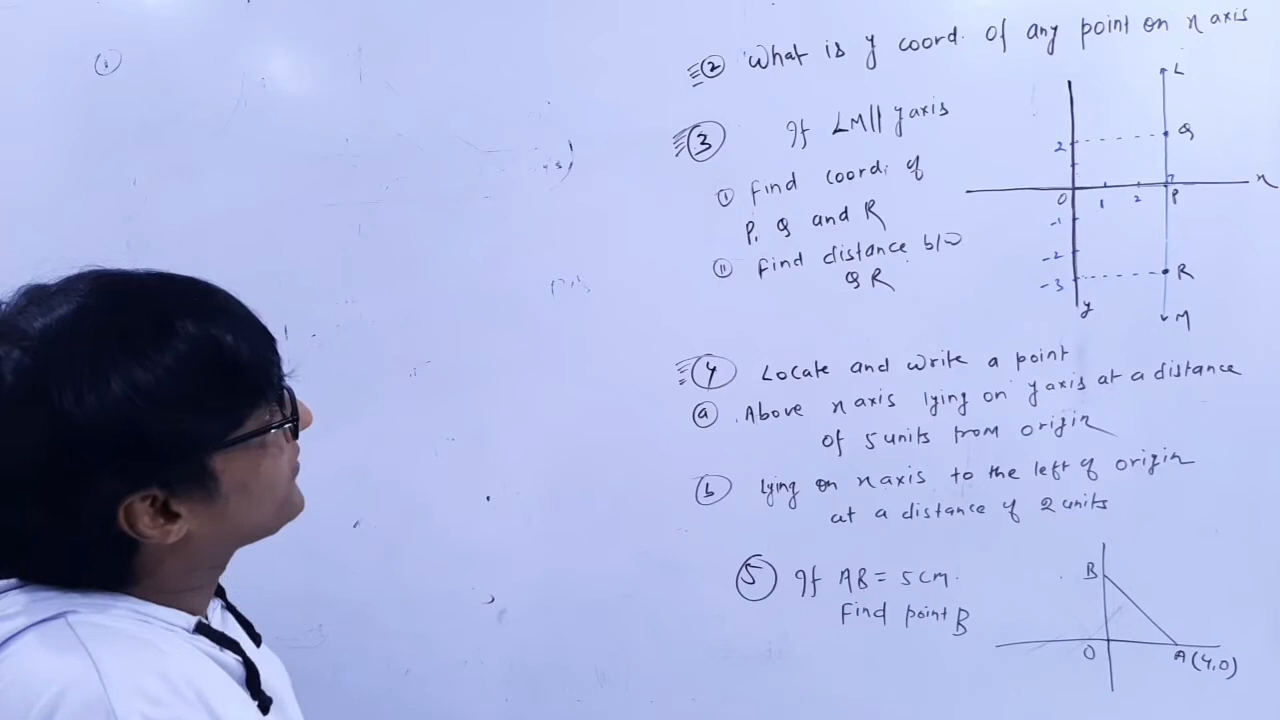 ①
② What is y coord. of any point on x axis
③ If LM || y axis
① Find coord. of
P, Q and R
② Find distance b/w
QR
L
Q
2
x
O
1
2
P
-1
-2
-3
R
y
M
④ Locate and write a point
ⓐ Above x axis lying on y axis at a distance
of 5 units from origin
ⓑ lying on x axis to the left of origin
at a distance of 2 units
⑤ If AB = 5 cm.
Find point B
B
O
A (4,0)